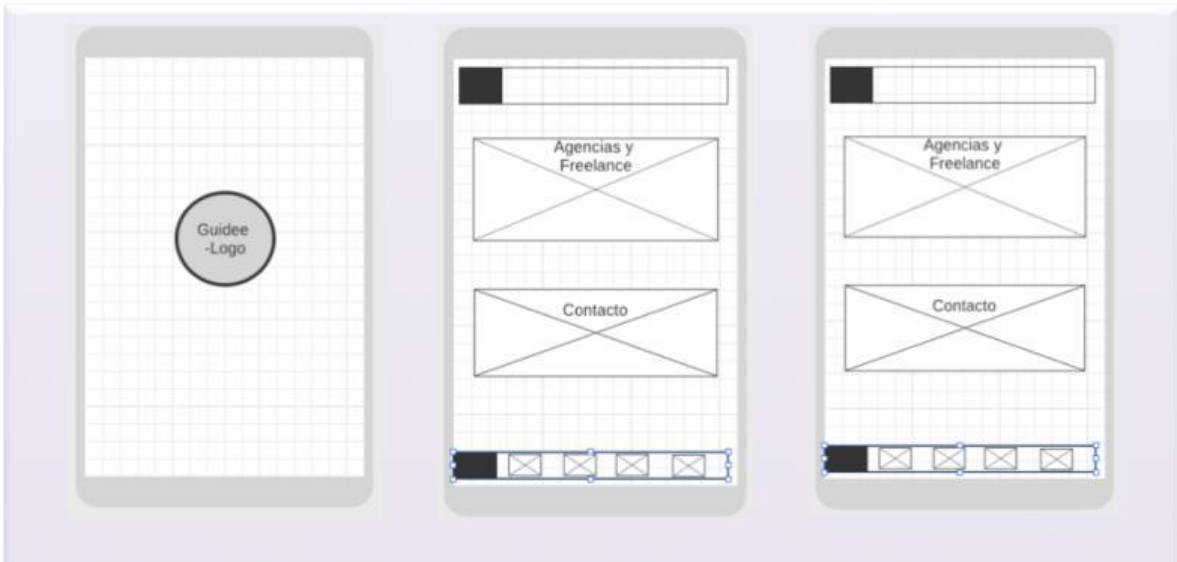 Guidee
-Logo
Agencias y
Freelance
Contacto
Agencias y
Freelance
Contacto